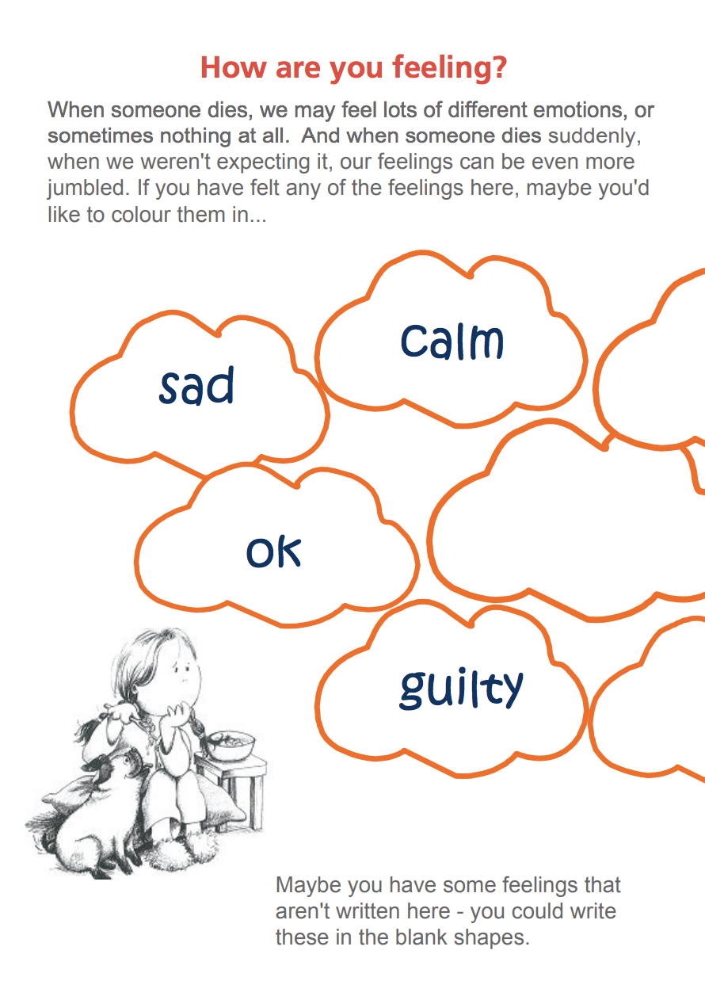 How are you feeling?
When someone dies, we may feel lots of different emotions, or
sometimes nothing at all.  And when someone dies suddenly,
when we weren't expecting it, our feelings can be even more
jumbled. If you have felt any of the feelings here, maybe you'd
like to colour them in...
calm
sad
ok
guilty
Maybe you have some feelings that
aren't written here - you could write
these in the blank shapes.